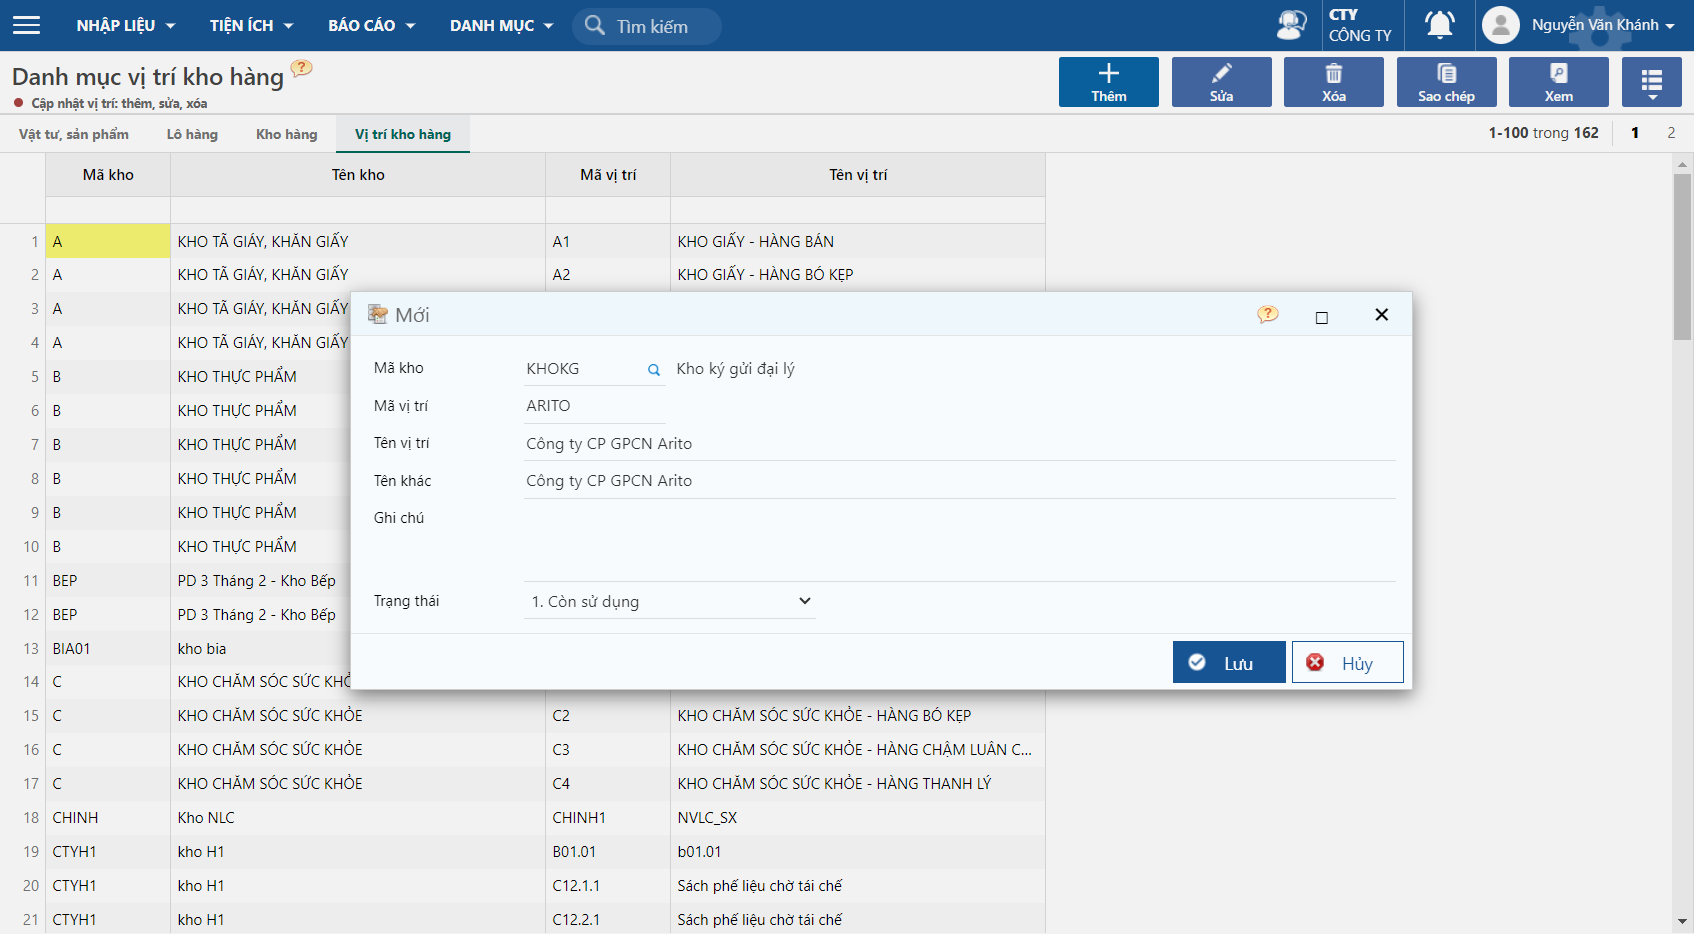 NHẬP LIỆU TIỆN ÍCH BÁO CÁO DANH MỤC Tìm kiếm CTY CÔNG TY Nguyễn Văn Khánh
Danh mục vị trí kho hàng ?
Cập nhật vị trí: thêm, sửa, xóa
Thêm Sửa Xóa Sao chép Xem
Vật tư, sản phẩm Lô hàng Kho hàng Vị trí kho hàng 1-100 trong 162 1 2
Mã kho Tên kho Mã vị trí Tên vị trí
1 A KHO TÃ GIẤY, KHĂN GIẤY A1 KHO GIẤY - HÀNG BÁN
2 A KHO TÃ GIẤY, KHĂN GIẤY A2 KHO GIẤY - HÀNG BÓ KẸP
3 A KHO TÃ GIẤY, KHĂN GIẤY
4 A KHO TÃ GIẤY, KHĂN GIẤY
5 B KHO THỰC PHẨM
6 B KHO THỰC PHẨM
7 B KHO THỰC PHẨM
8 B KHO THỰC PHẨM
9 B KHO THỰC PHẨM
10 B KHO THỰC PHẨM
11 BEP PD 3 Tháng 2 - Kho Bếp
12 BEP PD 3 Tháng 2 - Kho Bếp
13 BIA01 kho bia
14 C KHO CHĂM SÓC SỨC
15 C KHO CHĂM SÓC SỨC KHỎE C2 KHO CHĂM SÓC SỨC KHỎE - HÀNG BÓ KẸP
16 C KHO CHĂM SÓC SỨC KHỎE C3 KHO CHĂM SÓC SỨC KHỎE - HÀNG CHẬM LUÂN C...
17 C KHO CHĂM SÓC SỨC KHỎE C4 KHO CHĂM SÓC SỨC KHỎE - HÀNG THANH LÝ
18 CHINH Kho NLC CHINH1 NVLC_SX
19 CTYH1 kho H1 B01.01 b01.01
20 CTYH1 kho H1 C12.1.1 Sách phế liệu chờ tái chế
21 CTYH1 kho H1 C12.2.1 Sách phế liệu chờ tái chế
Mới ?
Mã kho KHOKG Kho ký gửi đại lý
Mã vị trí ARITO
Tên vị trí Công ty CP GPCN Arito
Tên khác Công ty CP GPCN Arito
Ghi chú
Trạng thái 1. Còn sử dụng
Lưu Hủy